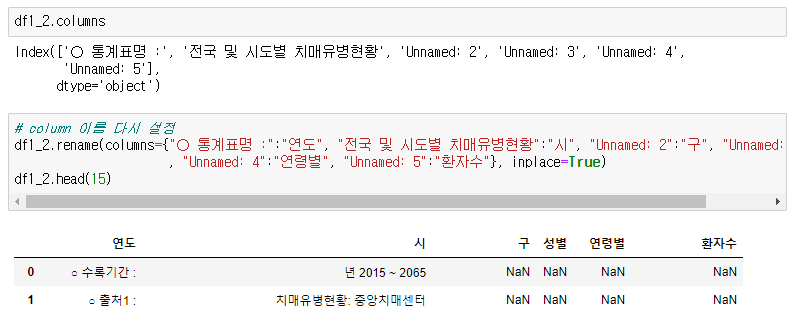 df1_2.columns
Index(['○ 통계표명 :', '전국 및 시도별 치매유병현황', 'Unnamed: 2', 'Unnamed: 3', 'Unnamed: 4',
'Unnamed: 5'],
dtype='object')
# column 이름 다시 설정
df1_2.rename(columns={"○ 통계표명 :":"연도", "전국 및 시도별 치매유병현황":"시", "Unnamed: 2":"구", "Unnamed:
, "Unnamed: 4":"연령별", "Unnamed: 5":"환자수"}, inplace=True)
df1_2.head(15)
연도 시 구 성별 연령별 환자수
0 ○ 수록기간 : 년 2015 ~ 2065 NaN NaN NaN NaN
1 ○ 출처1 : 치매유병현황: 중앙치매센터 NaN NaN NaN NaN